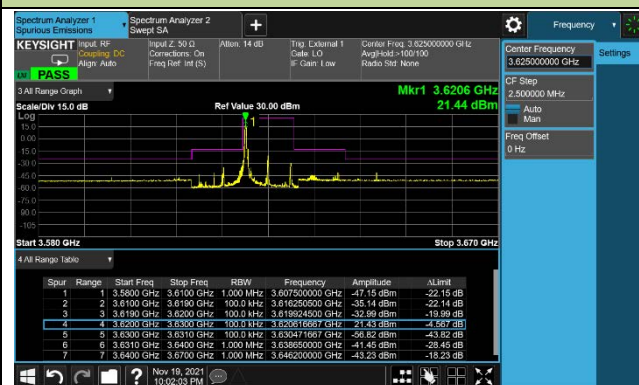 Spectrum Analyzer 1
Spurious Emissions
Spectrum Analyzer 2
Swept SA
Frequency
KEYSIGHT
Input: RF
Coupling: DC
Align: Auto
Input Z: 50 Ω
Corrections: On
Freq Ref: Int (S)
Atten: 14 dB
Trig: External 1
Gate: LO
IF Gain: Low
Center Freq: 3.625000000 GHz
Avg|Hold:>100/100
Radio Std: None
PASS
Center Frequency
3.625000000 GHz
Settings
CF Step
2.500000 MHz
Auto
Man
Freq Offset
0 Hz
3 All Range Graph
Mkr1 3.6206 GHz
21.44 dBm
Scale/Div 15.0 dB
Ref Value 30.00 dBm
Log
15.0
0.00
-15.0
-30.0
-45.0
-60.0
-75.0
-90.0
-105
1
Start 3.580 GHz
Stop 3.670 GHz
4 All Range Table
Spur Range Start Freq Stop Freq RBW Frequency Amplitude ΔLimit
1 1 3.5800 GHz 3.6100 GHz 1.000 MHz 3.607500000 GHz -47.15 dBm -22.15 dB
2 2 3.6100 GHz 3.6190 GHz 100.0 kHz 3.616250500 GHz -35.14 dBm -22.14 dB
3 3 3.6190 GHz 3.6200 GHz 100.0 kHz 3.619924500 GHz -32.99 dBm -19.99 dB
4 4 3.6200 GHz 3.6300 GHz 100.0 kHz 3.620616667 GHz 21.43 dBm -4.567 dB
5 5 3.6300 GHz 3.6310 GHz 100.0 kHz 3.630471667 GHz -56.82 dBm -43.82 dB
6 6 3.6310 GHz 3.6400 GHz 100.0 kHz 3.638650000 GHz -41.45 dBm -28.45 dB
7 7 3.6400 GHz 3.6700 GHz 1.000 MHz 3.646200000 GHz -43.23 dBm -18.23 dB
Nov 19, 2021
10:02:03 PM